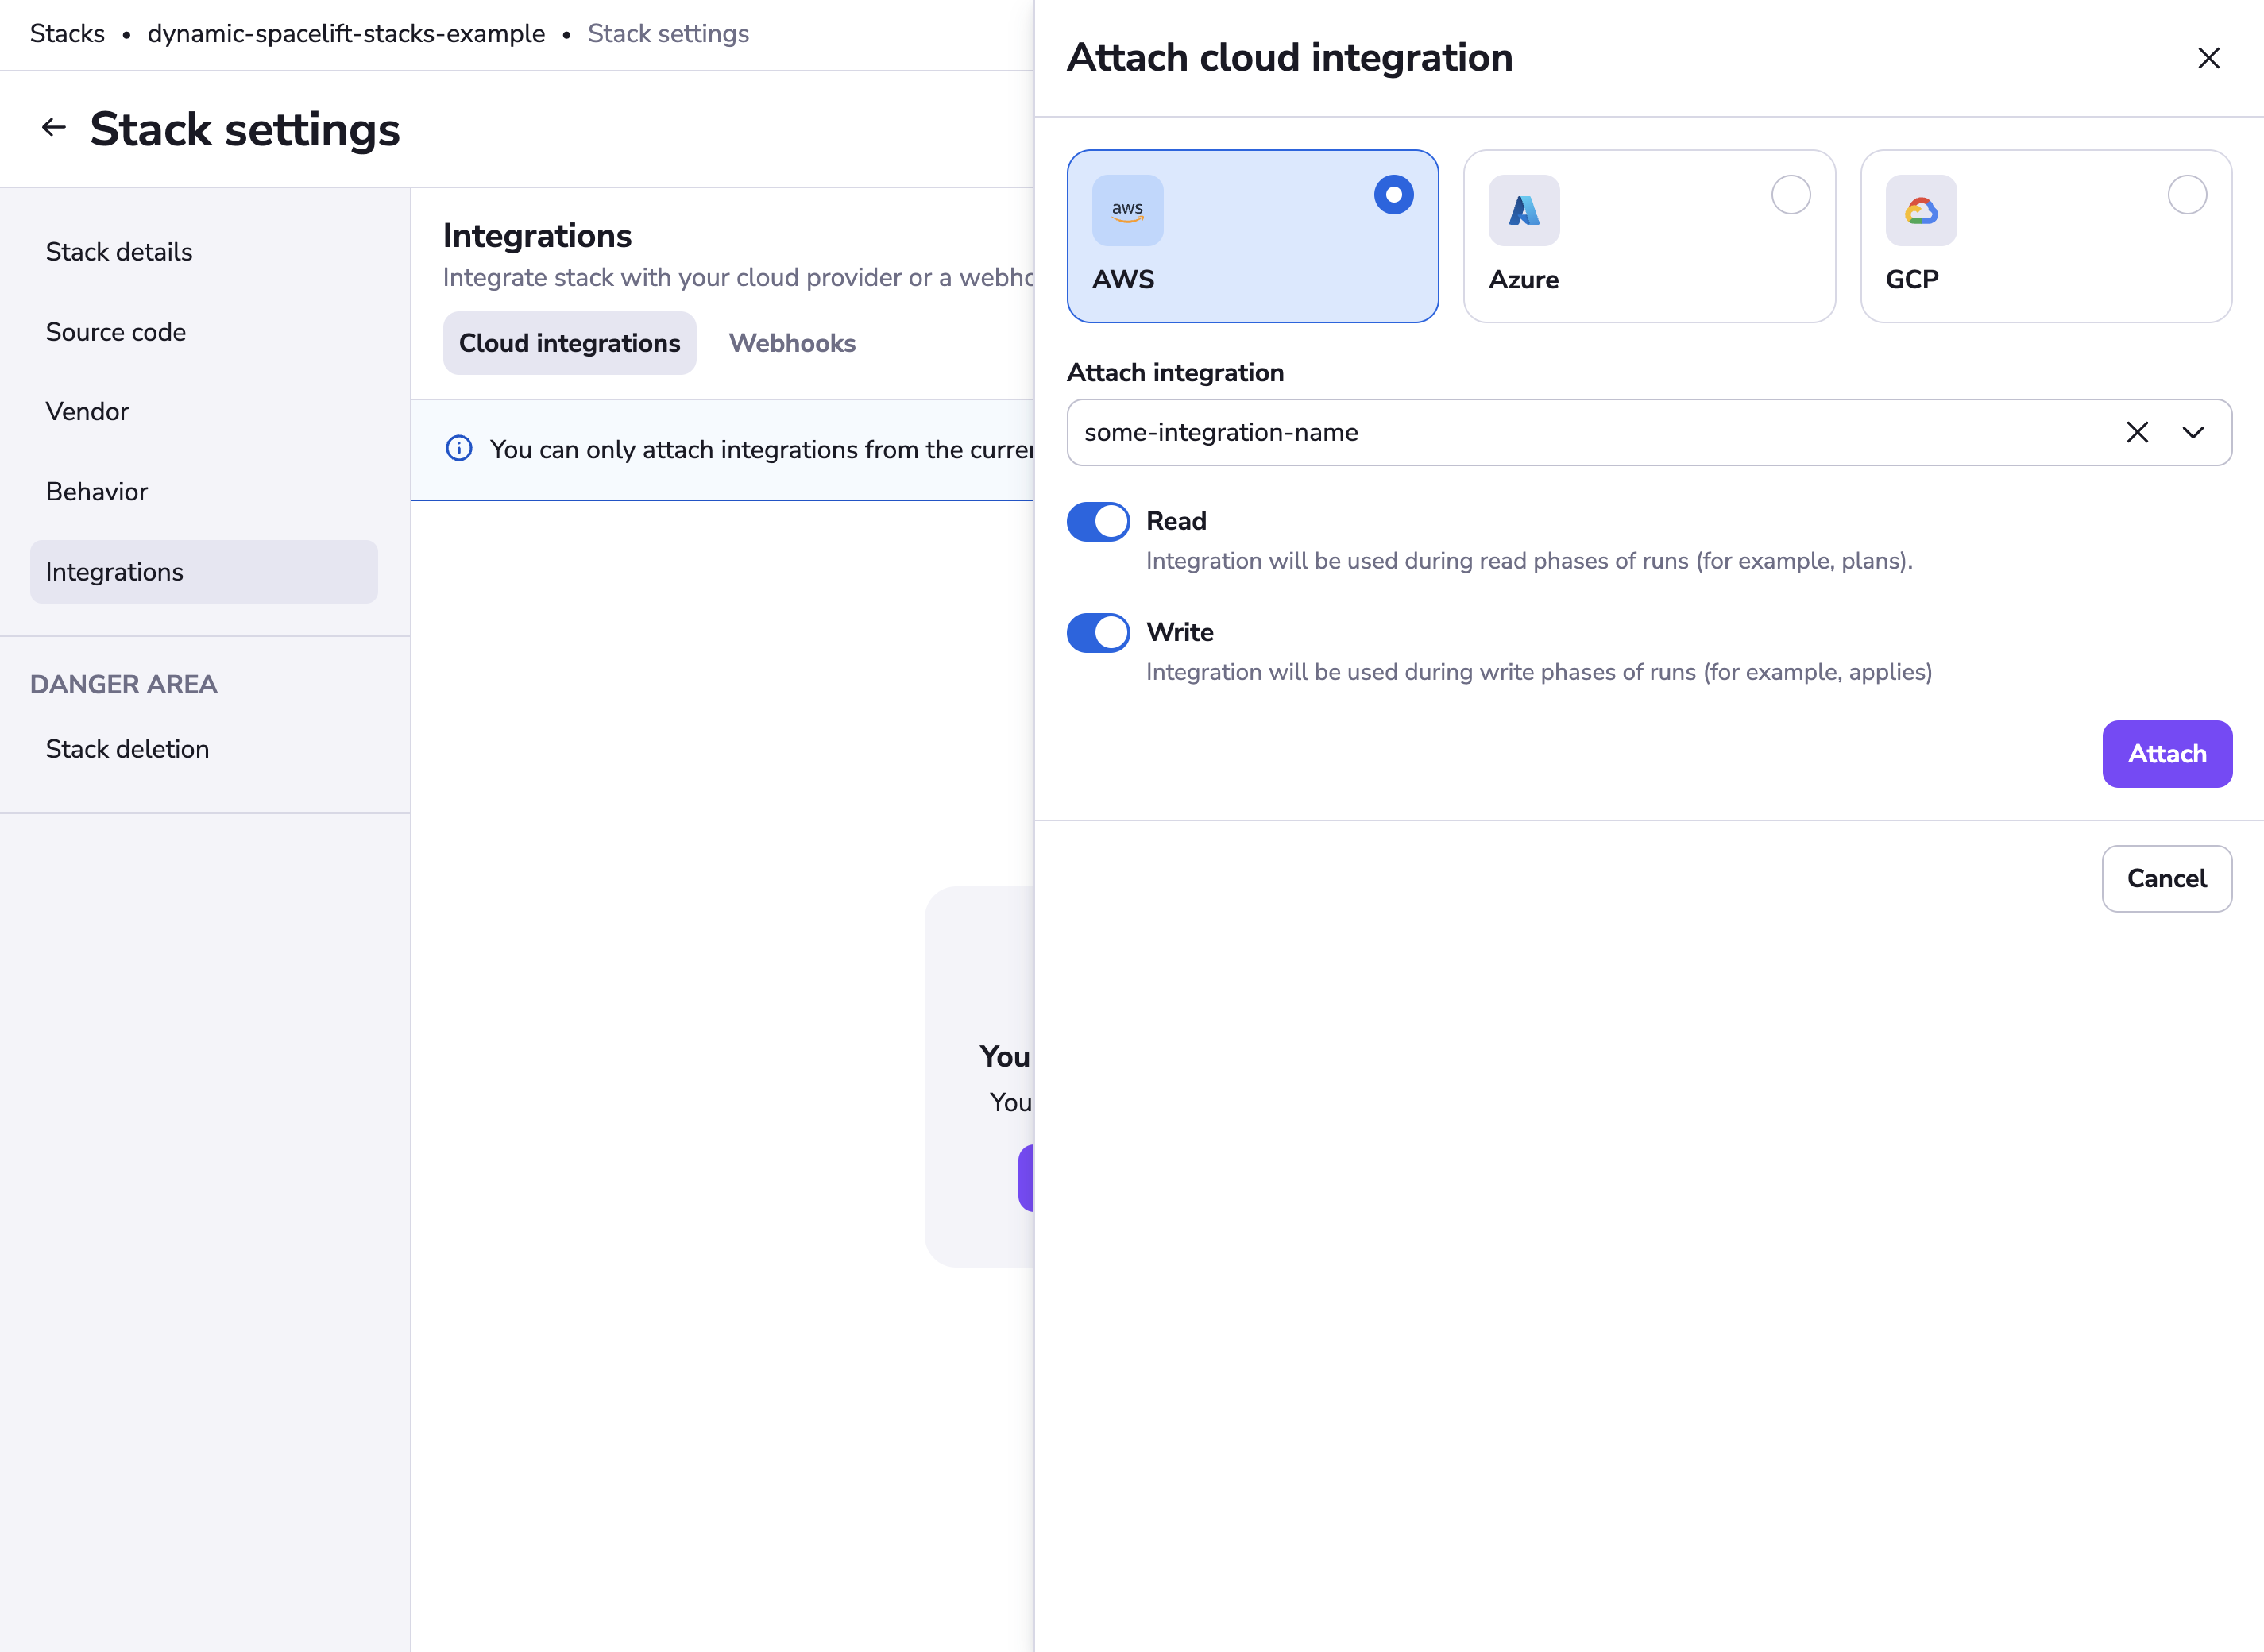 Stacks • dynamic-spacelift-stacks-example • Stack settings
Stack settings
Stack details
Source code
Vendor
Behavior
Integrations
DANGER AREA
Stack deletion
Integrations
Integrate stack with your cloud provider or a
Cloud integrations
Webhooks
You can only attach integrations from the
You
You
Attach cloud integration
aws
AWS
Azure
GCP
Attach integration
some-integration-name
Read
Integration will be used during read phases of runs (for example, plans).
Write
Integration will be used during write phases of runs (for example, applies)
Attach
Cancel